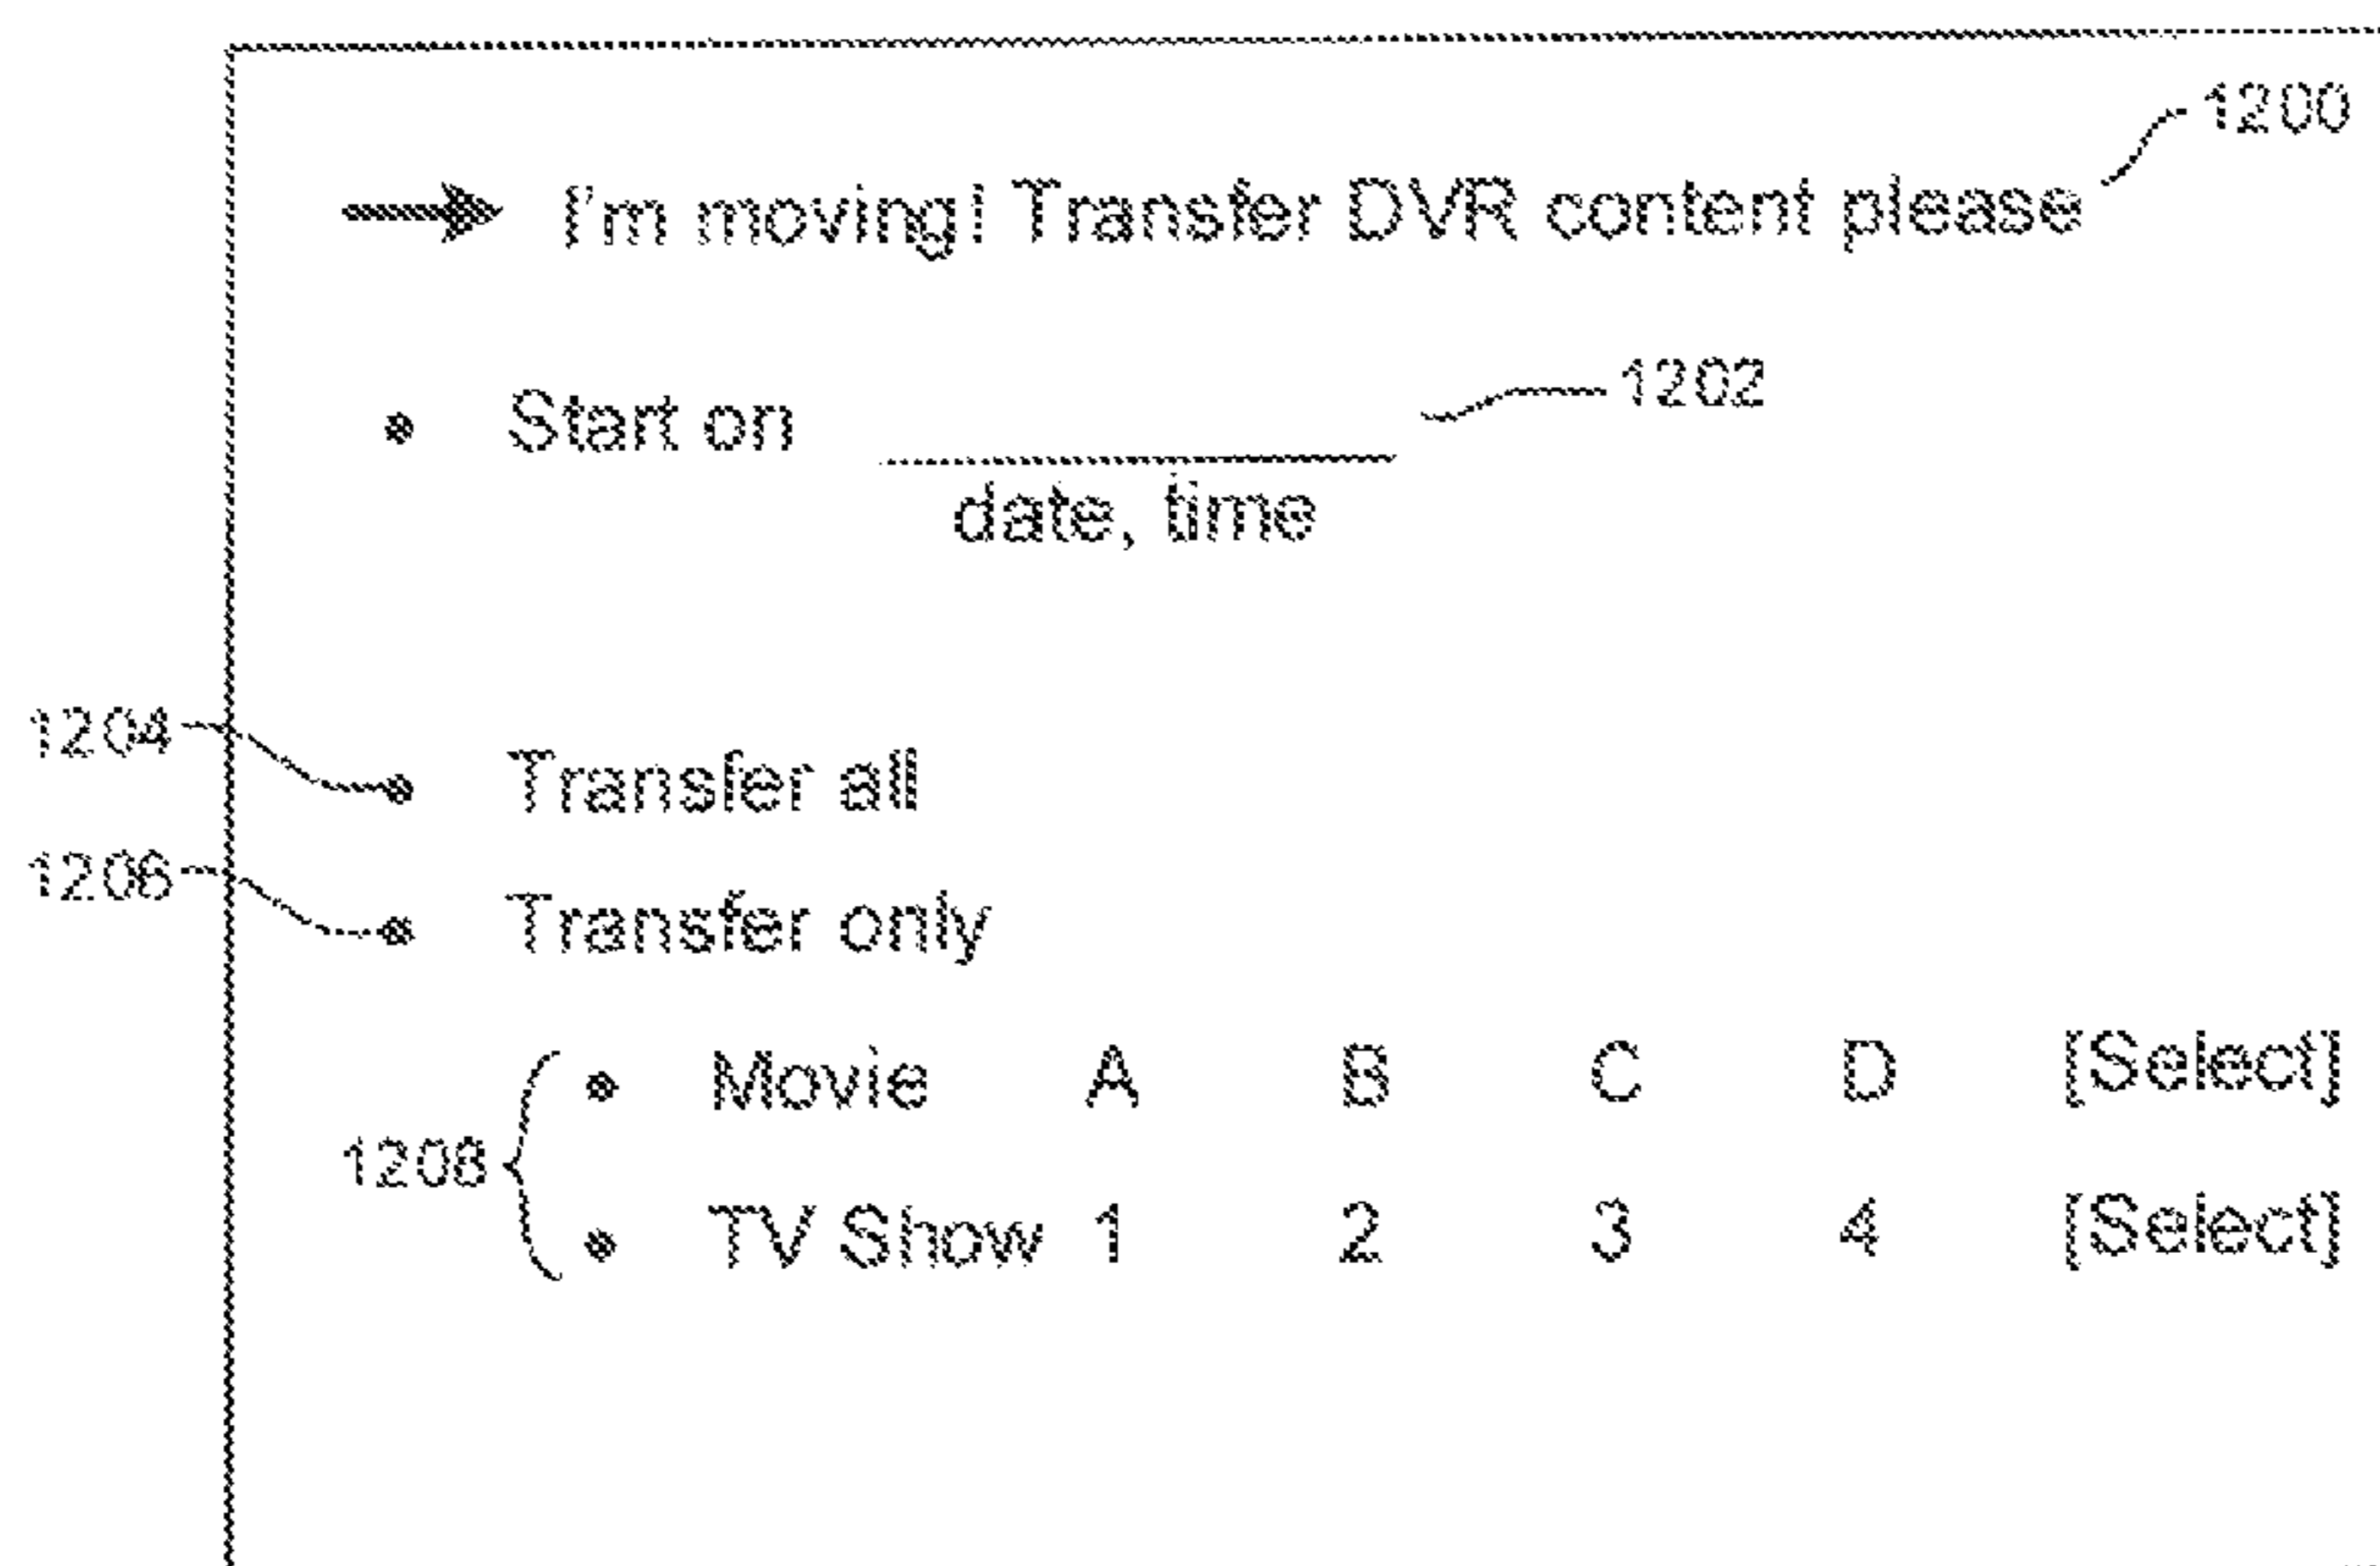 1200
I'm moving! Transfer DVR content please
1202
• Start on ___________
date, time
1204
• Transfer all
1206
• Transfer only
1208
• Movie A B C D [Select]
• TV Show 1 2 3 4 [Select]